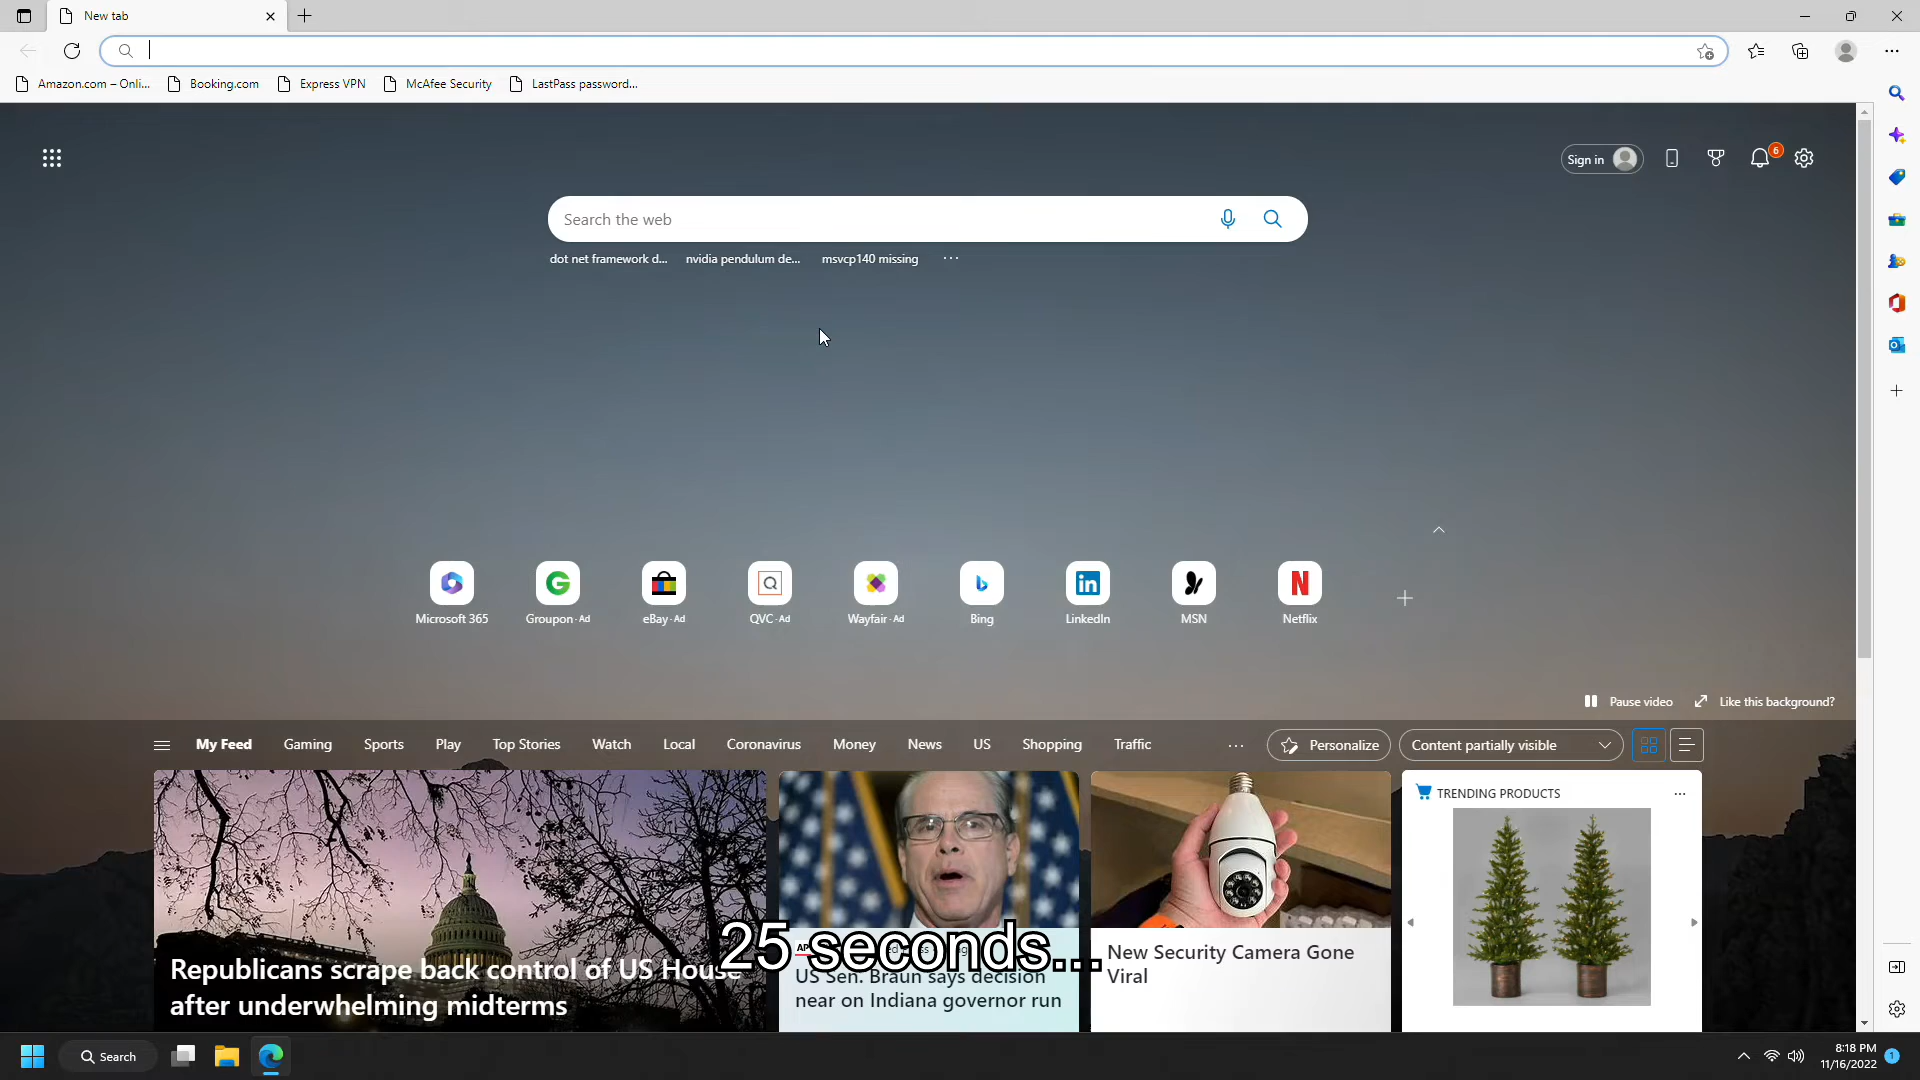 New tab
Amazon.com – Onli...
Booking.com
Express VPN
McAfee Security
LastPass password...
Sign in
6
Search the web
dot net framework d...
nvidia pendulum de...
msvcp140 missing
Microsoft 365
Groupon · Ad
eBay · Ad
QVC · Ad
Wayfair · Ad
Bing
LinkedIn
MSN
Netflix
Pause video
Like this background?
My Feed
Gaming
Sports
Play
Top Stories
Watch
Local
Coronavirus
Money
News
US
Shopping
Traffic
Personalize
Content partially visible
TRENDING PRODUCTS
Republicans scrape back control of US House
after underwhelming midterms
25 seconds...
AP
US Sen. Braun says decision
near on Indiana governor run
New Security Camera Gone
Viral
Search
8:18 PM
11/16/2022
1